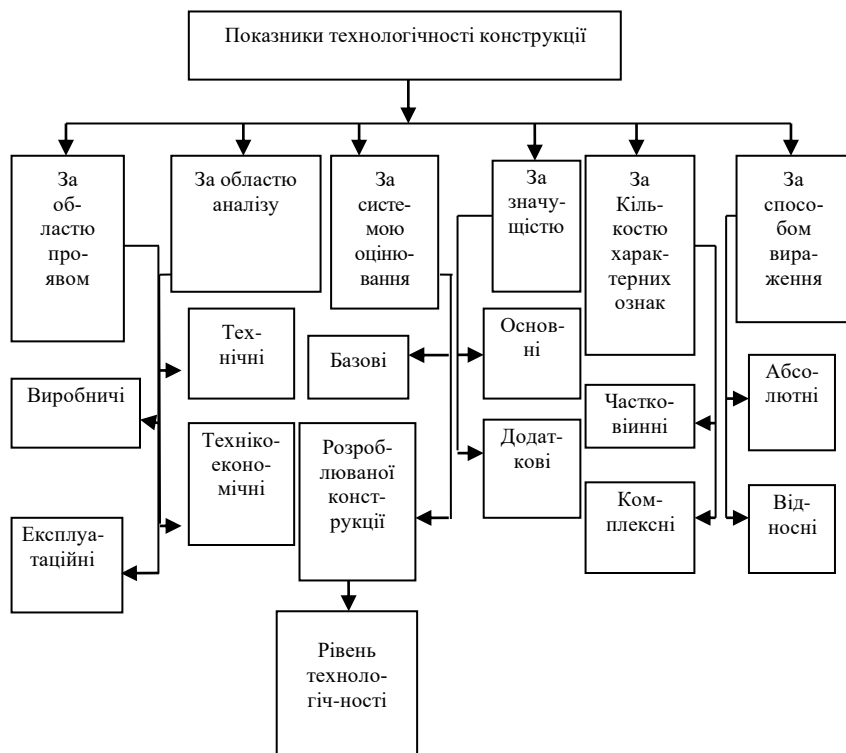 Показники технологічності конструкції
За
об-
ластю
про-
явом
За областю
аналізу
За
систе-
мою
оціню-
вання
За
значу-
щістю
За
Кіль-
костю
харак-
терних
ознак
За
спосо-
бом
вира-
ження
Тех-
нічні
Базові
Основ-
ні
Абсо-
лютні
Виробничі
Частко-
віинні
Техніко-
еконо-
мічні
Розроб-
люваної
конст-
рукції
Додат-
кові
Ком-
плексні
Від-
носні
Експлуа-
таційні
Рівень
техноло-
гіч-ності